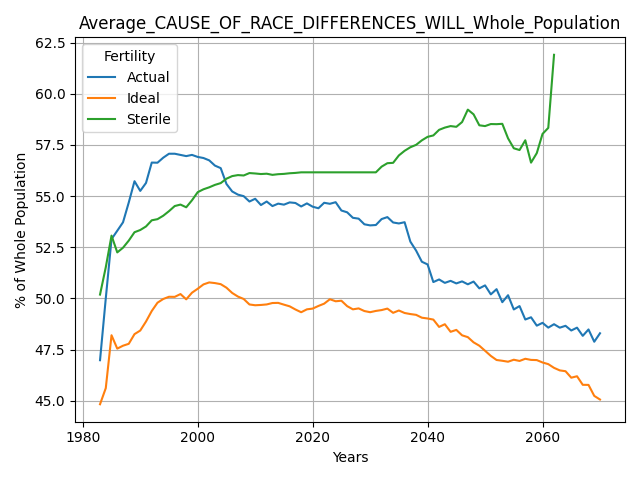 Average_CAUSE_OF_RACE_DIFFERENCES_WILL_Whole_Population
Fertility
Actual
Ideal
Sterile
% of Whole Population
62.5
60.0
57.5
55.0
52.5
50.0
47.5
45.0
1980
2000
2020
2040
2060
Years